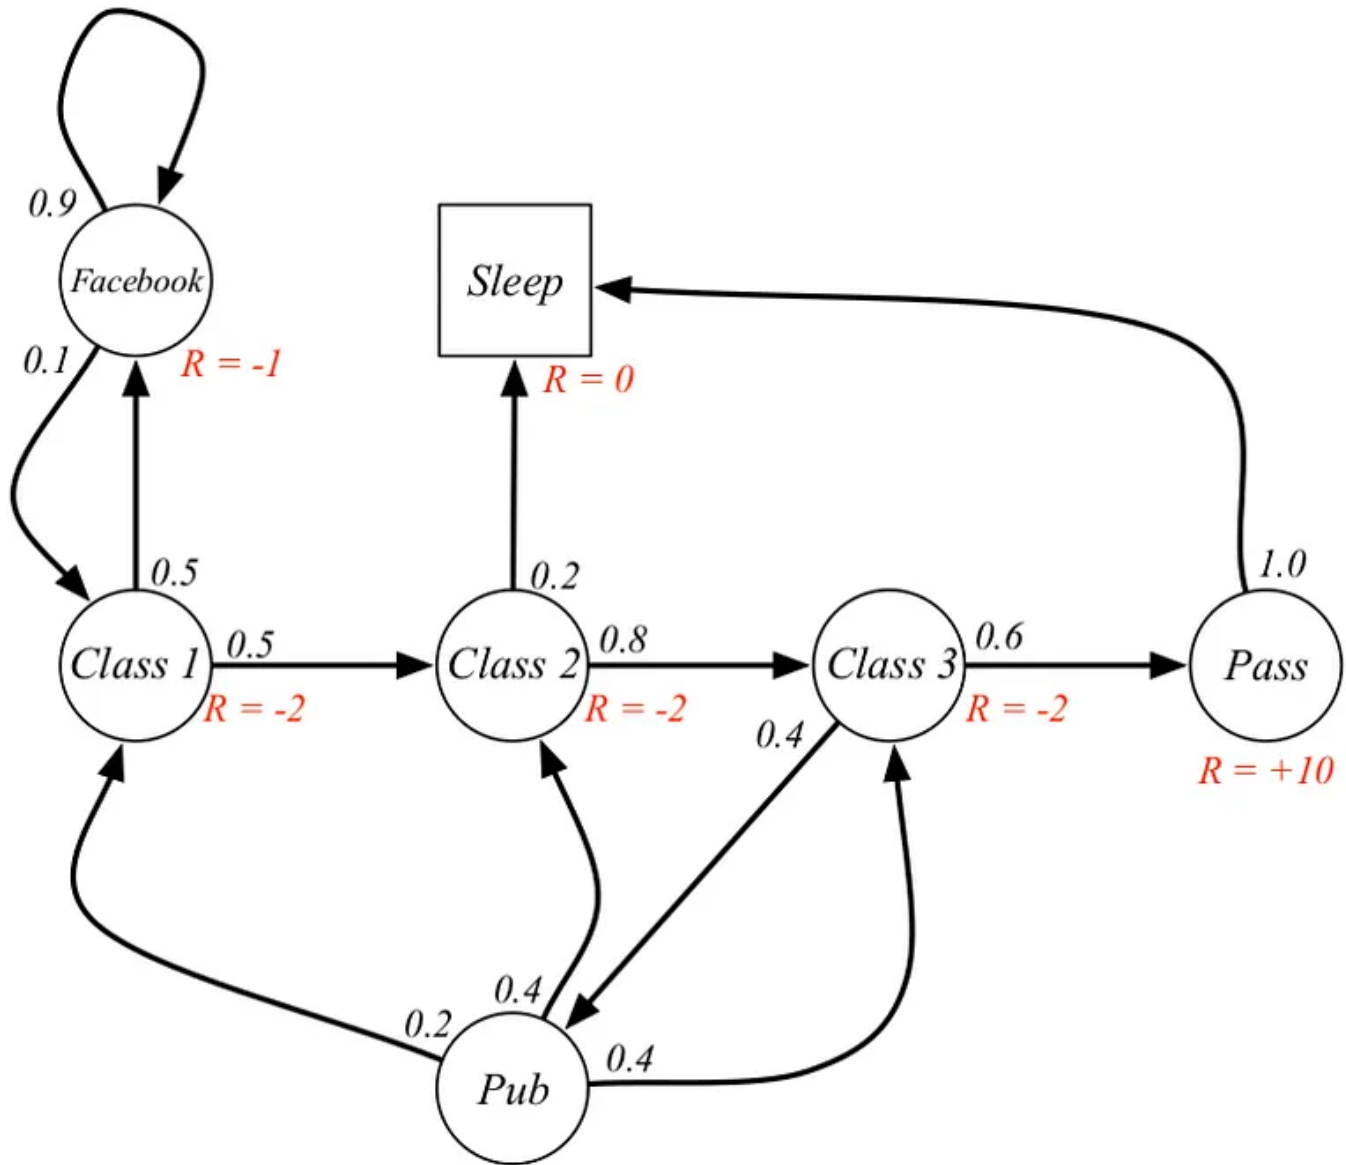 0.9
Facebook
0.1
R = -1
Sleep
R = 0
0.5
0.2
1.0
Class 1
0.5
R = -2
Class 2
0.8
R = -2
Class 3
0.6
R = -2
Pass
R = +10
0.4
0.4
0.2
0.4
Pub